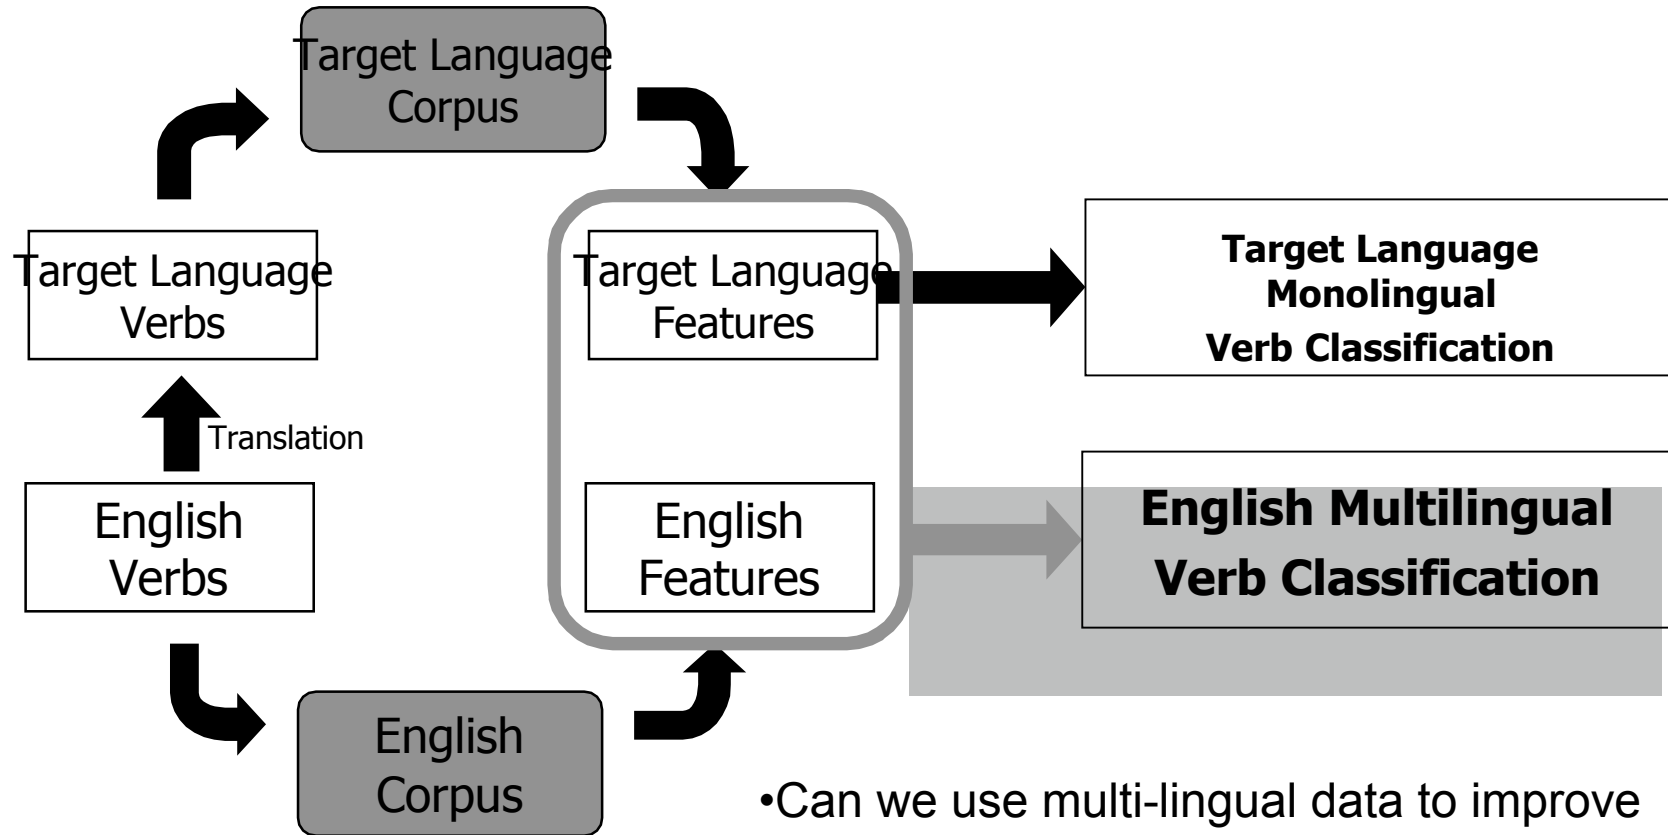 Target Language
Corpus
Target Language
Verbs
Target Language
Features
Target Language
Monolingual
Verb Classification
Translation
English
Verbs
English
Features
English Multilingual
Verb Classification
English
Corpus
•Can we use multi-lingual data to improve